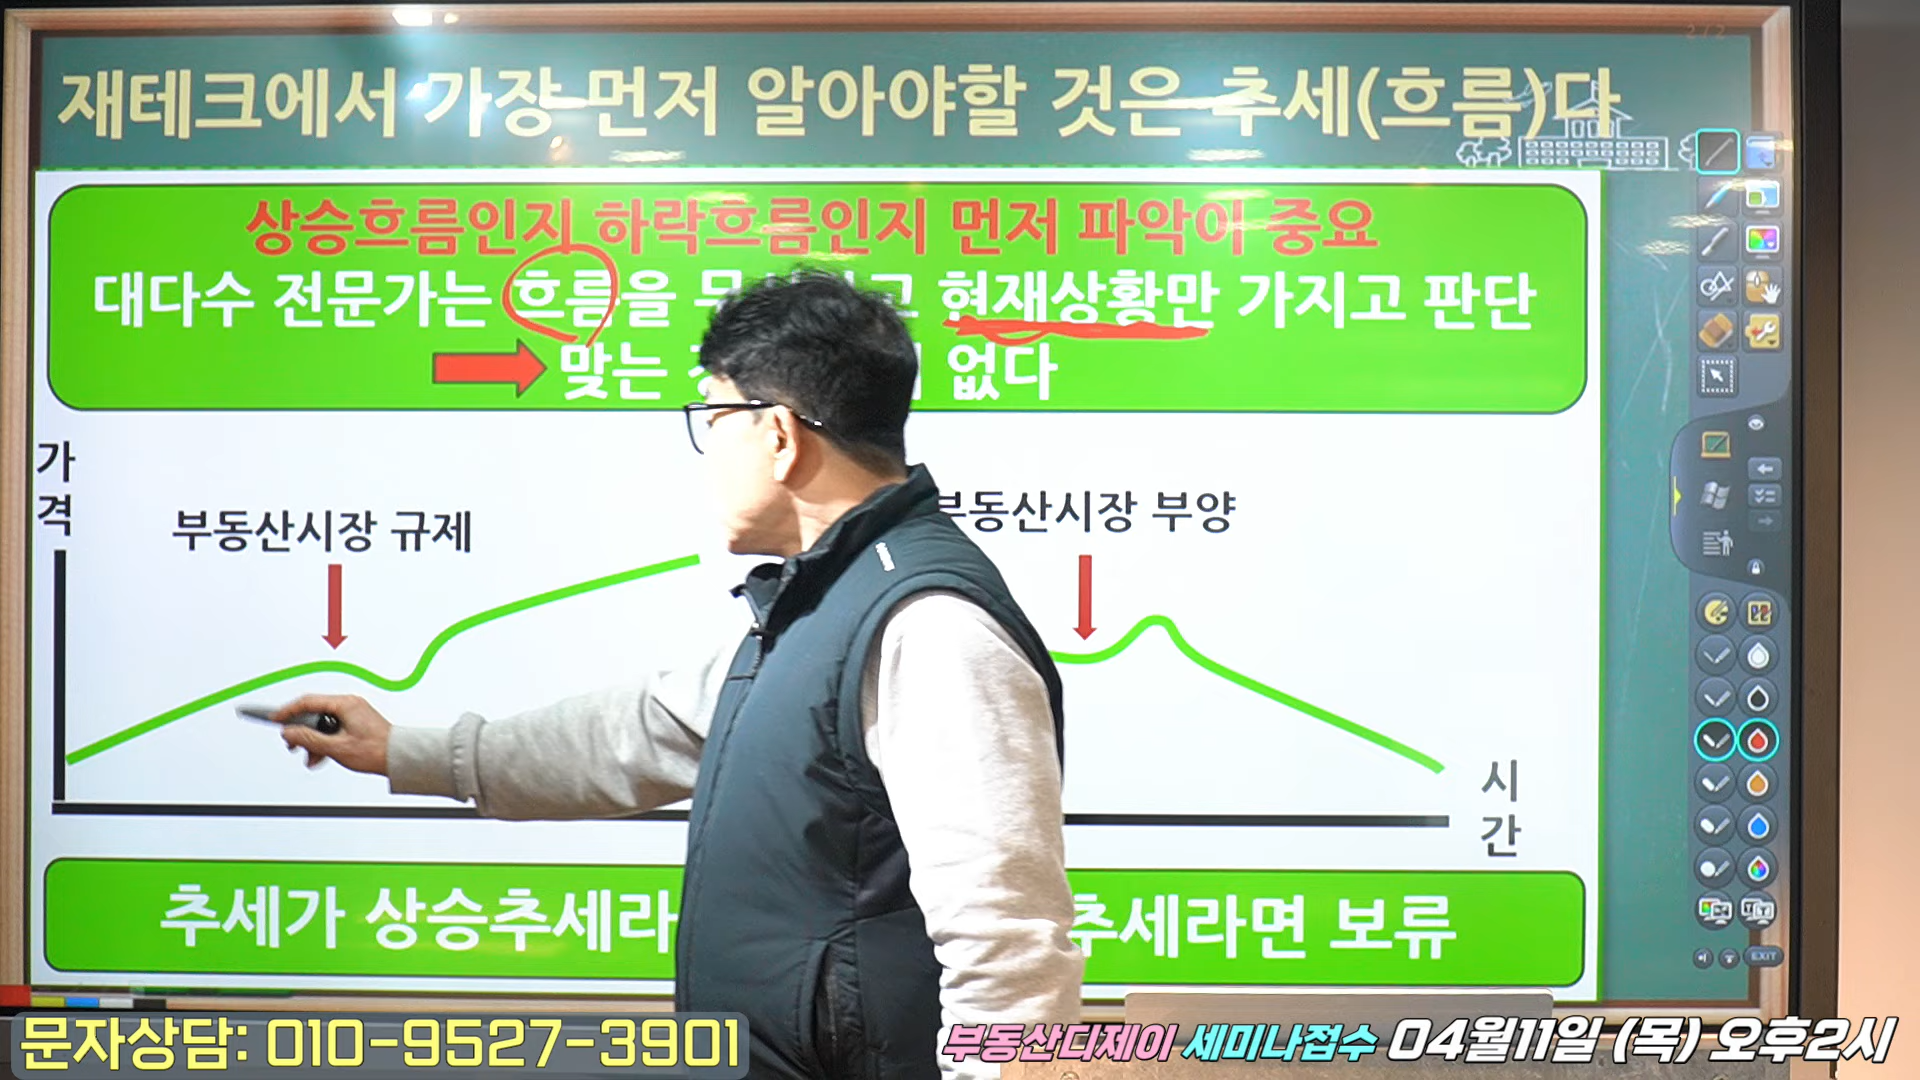 재테크에서 가장 먼저 알아야할 것은 추세(흐름)다
상승흐름인지 하락흐름인지 먼저 파악이 중요
대다수 전문가는 흐름을 고 현재상황만 가지고 판단
맞는 없다
가격
부동산시장 규제
부동산시장 부양
시간
추세가 상승추세라
추세라면 보류
EXIT
문자상담: 010-9527-3901
부동산디제이 세미나접수 04월11일 (목) 오후2시